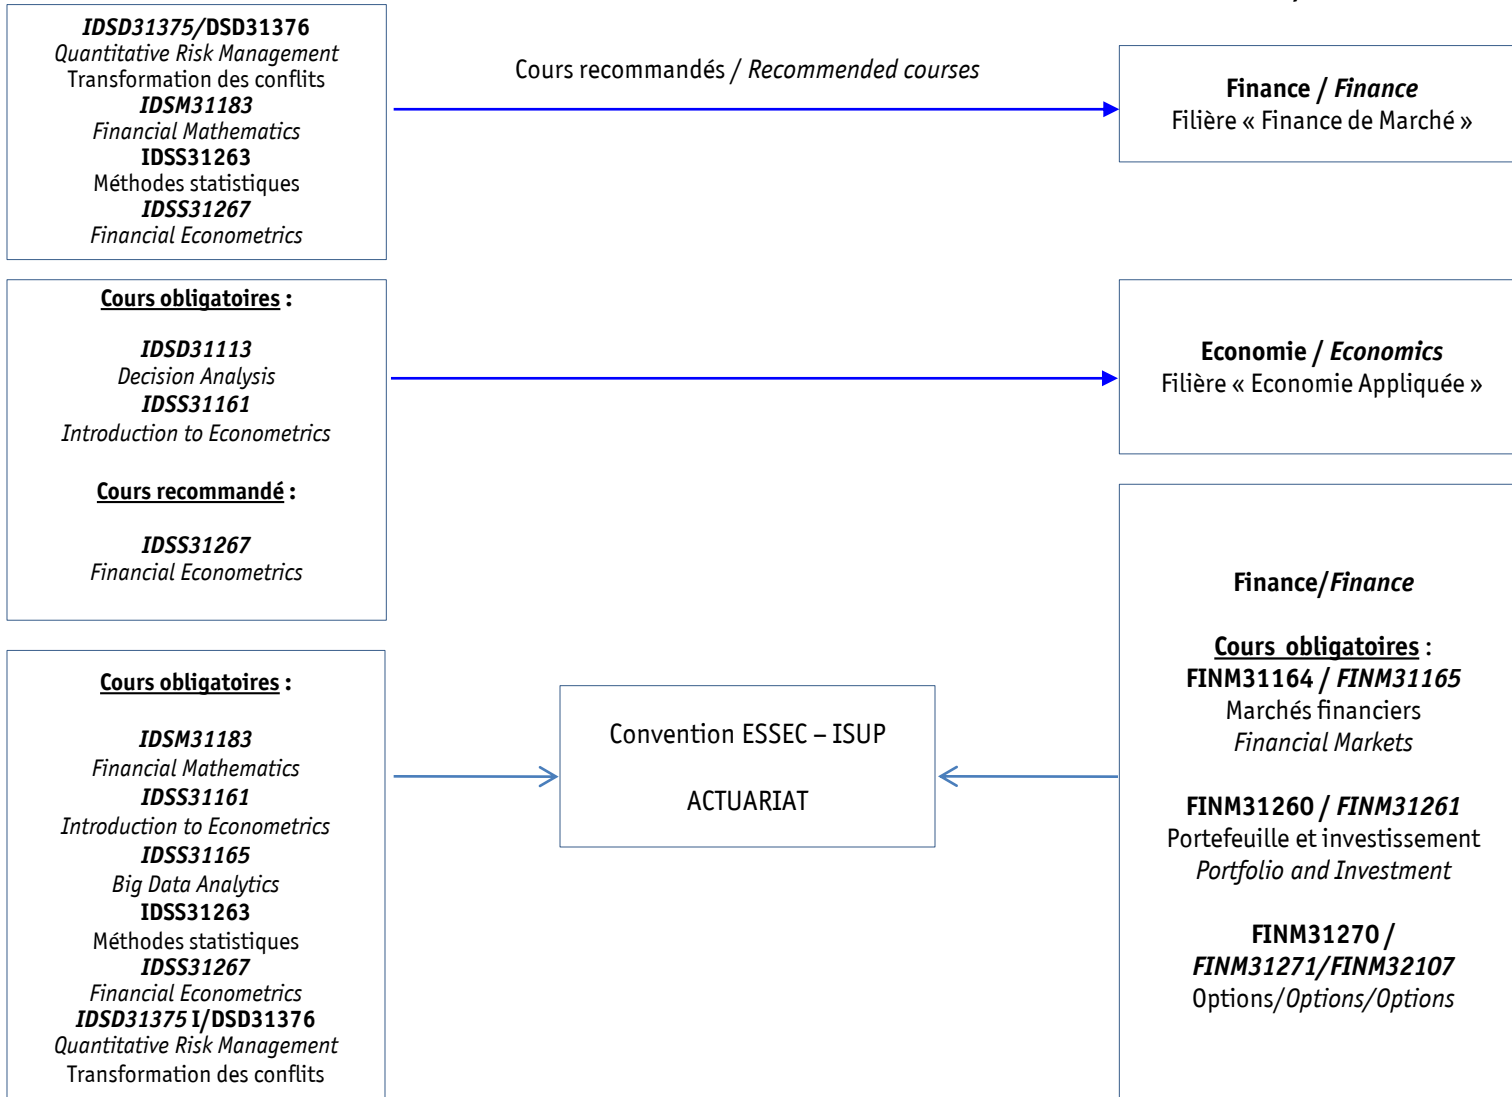 IDSD31375/DSD31376
Quantitative Risk Management
Transformation des conflits
IDSM31183
Financial Mathematics
IDSS31263
Méthodes statistiques
IDSS31267
Financial Econometrics
Cours recommandés / Recommended courses
Finance / Finance
Filière « Finance de Marché »
Cours obligatoires :
IDSD31113
Decision Analysis
IDSS31161
Introduction to Econometrics
Cours recommandé :
IDSS31267
Financial Econometrics
Economie / Economics
Filière « Economie Appliquée »
Cours obligatoires :
IDSM31183
Financial Mathematics
IDSS31161
Introduction to Econometrics
IDSS31165
Big Data Analytics
IDSS31263
Méthodes statistiques
IDSS31267
Financial Econometrics
IDSD31375 I/DSD31376
Quantitative Risk Management
Transformation des conflits
Convention ESSEC – ISUP
ACTUARIAT
Finance/Finance
Cours obligatoires :
FINM31164 / FINM31165
Marchés financiers
Financial Markets
FINM31260 / FINM31261
Portefeuille et investissement
Portfolio and Investment
FINM31270 /
FINM31271/FINM32107
Options/Options/Options